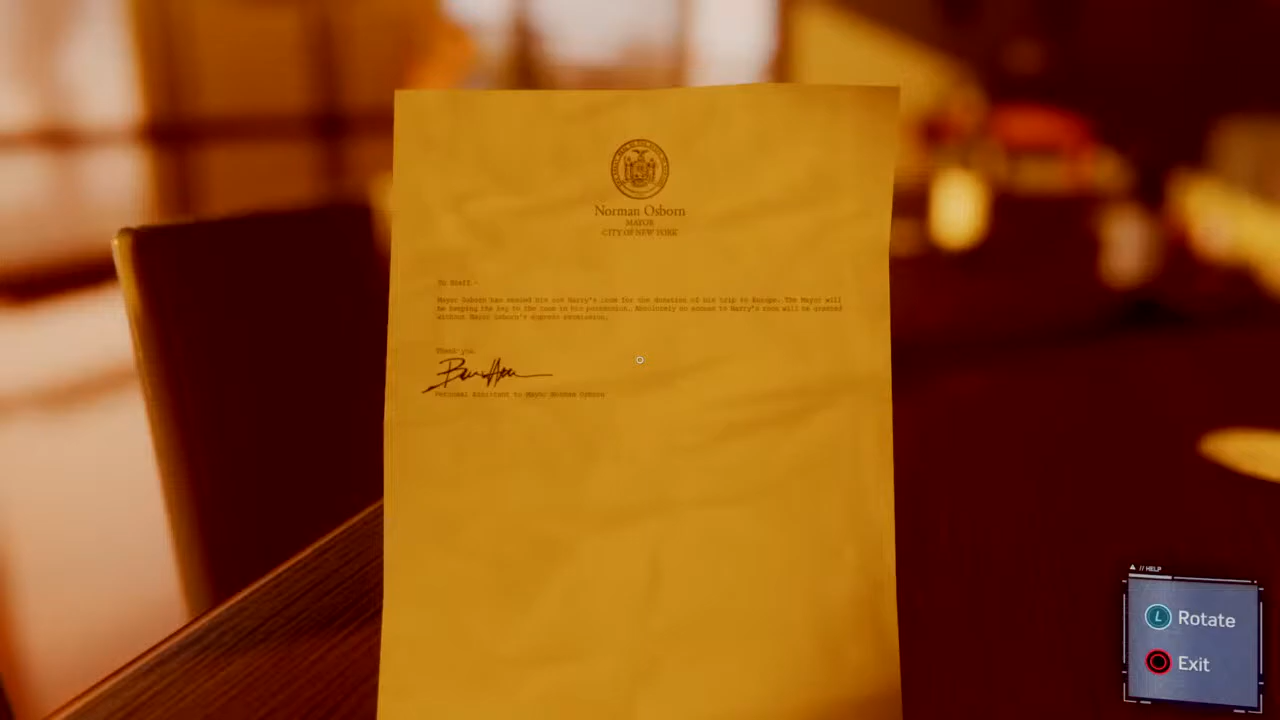 Norman Osborn
MAYOR
CITY OF NEW YORK
To Staff -
Mayor Osborn has sealed his son Harry's room for the duration of his trip to Europe. The Mayor will
be keeping the key to the room in his possession. Absolutely no access to Harry's room will be granted
without Mayor Osborn's express permission.
Thank you
Personal Assistant to Mayor Norman Osborn
// HELP
L Rotate
Exit